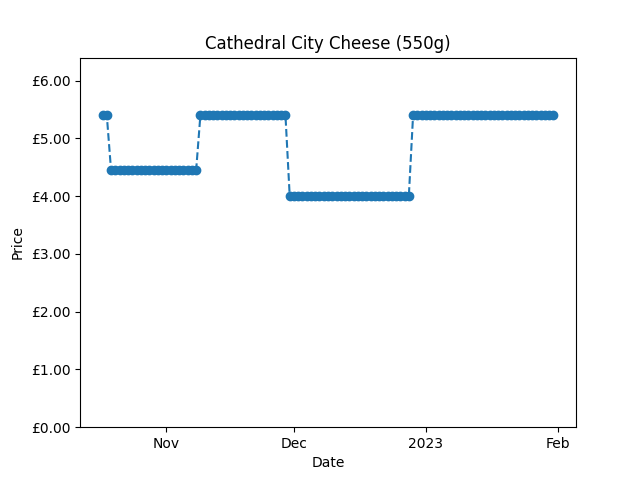 Cathedral City Cheese (550g)
£6.00
£5.00
£4.00
£3.00
£2.00
£1.00
£0.00
Price
Nov
Dec
2023
Feb
Date